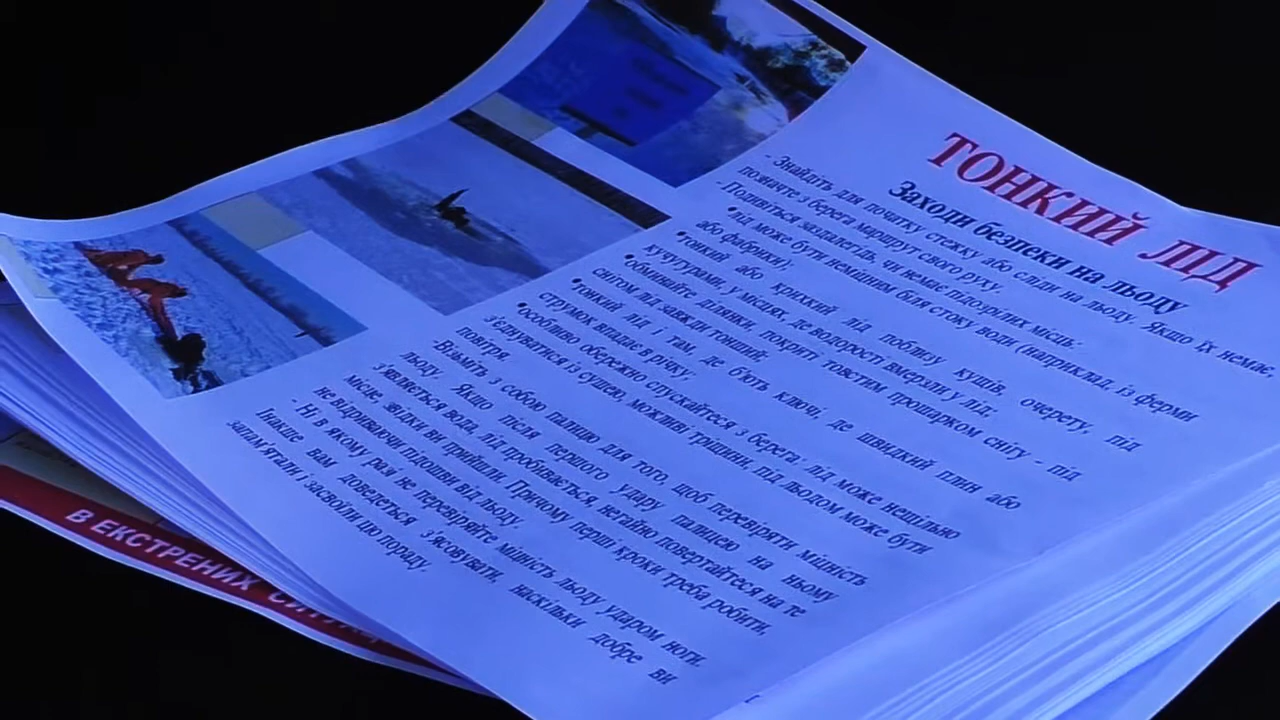 ТОНКИЙ ЛІД
Заходи безпеки на льоду
- Знайдіть для початку стежку або сліди на льоду. Якщо їх немає,
позначте з берега маршрут свого руху.
- Подивіться заздалегідь, чи немає підозрілих місць:
*лід може бути неміцним біля стоку води (наприклад, із ферми
або фабрики);
*тонкий або крихкий лід поблизу кущів, очерету, під
кучугурами, у місцях, де водорості вмерзли у лід;
*обминайте ділянки, покриті товстим прошарком снігу - під
снігом лід завжди тонший;
*тонкий лід і там, де б'ють ключі, де швидкий плин або
струмок впадає в річку;
*особливо обережно спускайтеся з берега: лід може нещільно
з'єднуватися із сушею, можливі тріщини, під льодом може бути
повітря.
-Візьміть з собою палицю для того, щоб перевіряти міцність
льоду. Якщо після першого удару палицею на ньому
з'являється вода, лід пробивається, негайно повертайтеся на те
місце, звідки ви прийшли. Причому перші кроки треба робити,
не відриваючи підошви від льоду.
- Ні в якому разі не перевіряйте міцність льоду ударом ноги.
Інакше вам доведеться з'ясовувати, наскільки добре ви
запам'ятали і засвоїли цю пораду.
В ЕКСТРЕНИХ